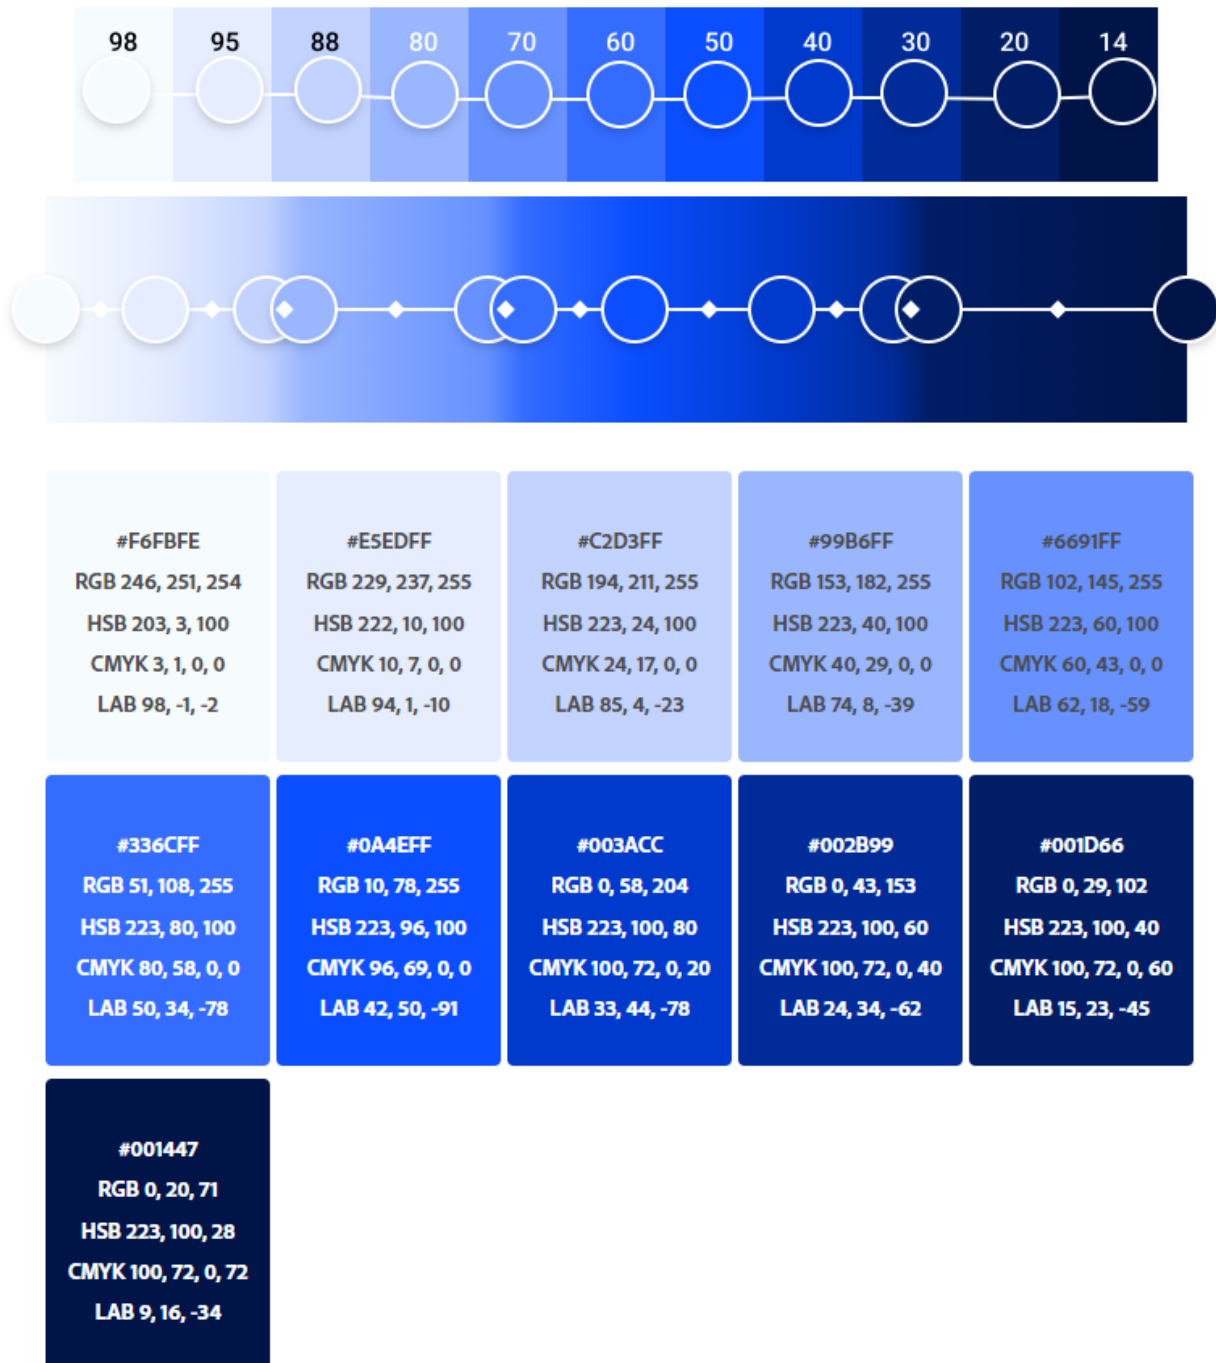 98 95 88 80 70 60 50 40 30 20 14
#F6FBFE
RGB 246, 251, 254
HSB 203, 3, 100
CMYK 3, 1, 0, 0
LAB 98, -1, -2
#E5EDFF
RGB 229, 237, 255
HSB 222, 10, 100
CMYK 10, 7, 0, 0
LAB 94, 1, -10
#C2D3FF
RGB 194, 211, 255
HSB 223, 24, 100
CMYK 24, 17, 0, 0
LAB 85, 4, -23
#99B6FF
RGB 153, 182, 255
HSB 223, 40, 100
CMYK 40, 29, 0, 0
LAB 74, 8, -39
#6691FF
RGB 102, 145, 255
HSB 223, 60, 100
CMYK 60, 43, 0, 0
LAB 62, 18, -59
#336CFF
RGB 51, 108, 255
HSB 223, 80, 100
CMYK 80, 58, 0, 0
LAB 50, 34, -78
#0A4EFF
RGB 10, 78, 255
HSB 223, 96, 100
CMYK 96, 69, 0, 0
LAB 42, 50, -91
#003ACC
RGB 0, 58, 204
HSB 223, 100, 80
CMYK 100, 72, 0, 20
LAB 33, 44, -78
#002B99
RGB 0, 43, 153
HSB 223, 100, 60
CMYK 100, 72, 0, 40
LAB 24, 34, -62
#001D66
RGB 0, 29, 102
HSB 223, 100, 40
CMYK 100, 72, 0, 60
LAB 15, 23, -45
#001447
RGB 0, 20, 71
HSB 223, 100, 28
CMYK 100, 72, 0, 72
LAB 9, 16, -34